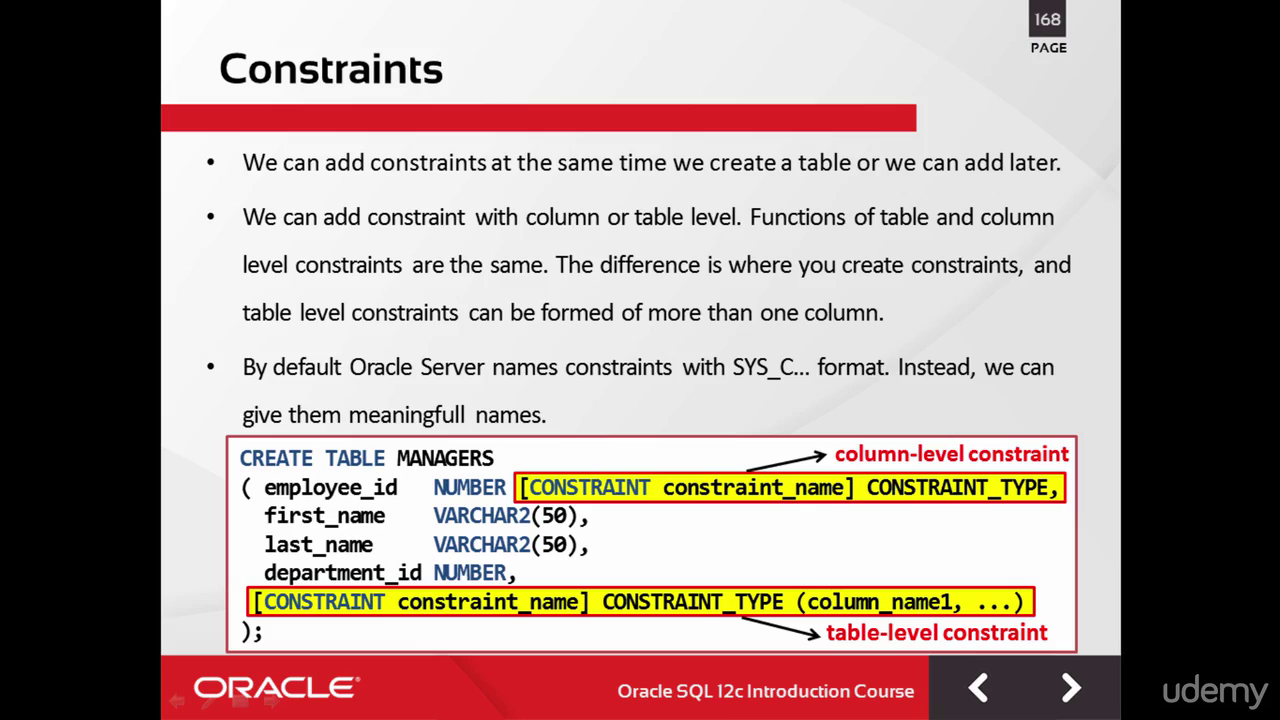 168
PAGE
Constraints
• We can add constraints at the same time we create a table or we can add later.
• We can add constraint with column or table level. Functions of table and column
level constraints are the same. The difference is where you create constraints, and
table level constraints can be formed of more than one column.
• By default Oracle Server names constraints with SYS_C... format. Instead, we can
give them meaningfull names.
CREATE TABLE MANAGERS
column-level constraint
( employee_id NUMBER [CONSTRAINT constraint_name] CONSTRAINT_TYPE,
first_name VARCHAR2(50),
last_name VARCHAR2(50),
department_id NUMBER,
[CONSTRAINT constraint_name] CONSTRAINT_TYPE (column_name1, ...)
);
table-level constraint
ORACLE®
Oracle SQL 12c Introduction Course
udemy